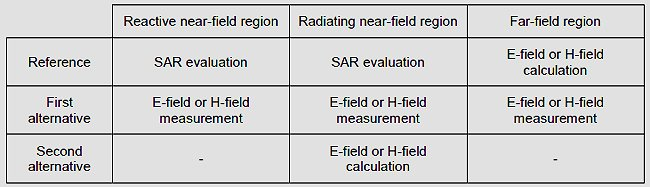 Reactive near-field region Radiating near-field region Far-field region
Reference SAR evaluation SAR evaluation E-field or H-field
calculation
First
alternative E-field or H-field
measurement E-field or H-field
measurement E-field or H-field
measurement
Second
alternative - E-field or H-field
calculation -